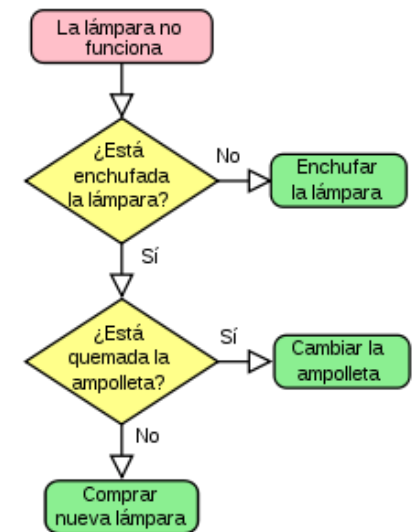 La lámpara no
funciona
¿Está
enchufada
la lámpara?
No
Enchufar
la lámpara
Sí
¿Está
quemada la
ampolleta?
Sí
Cambiar la
ampolleta
No
Comprar
nueva lámpara